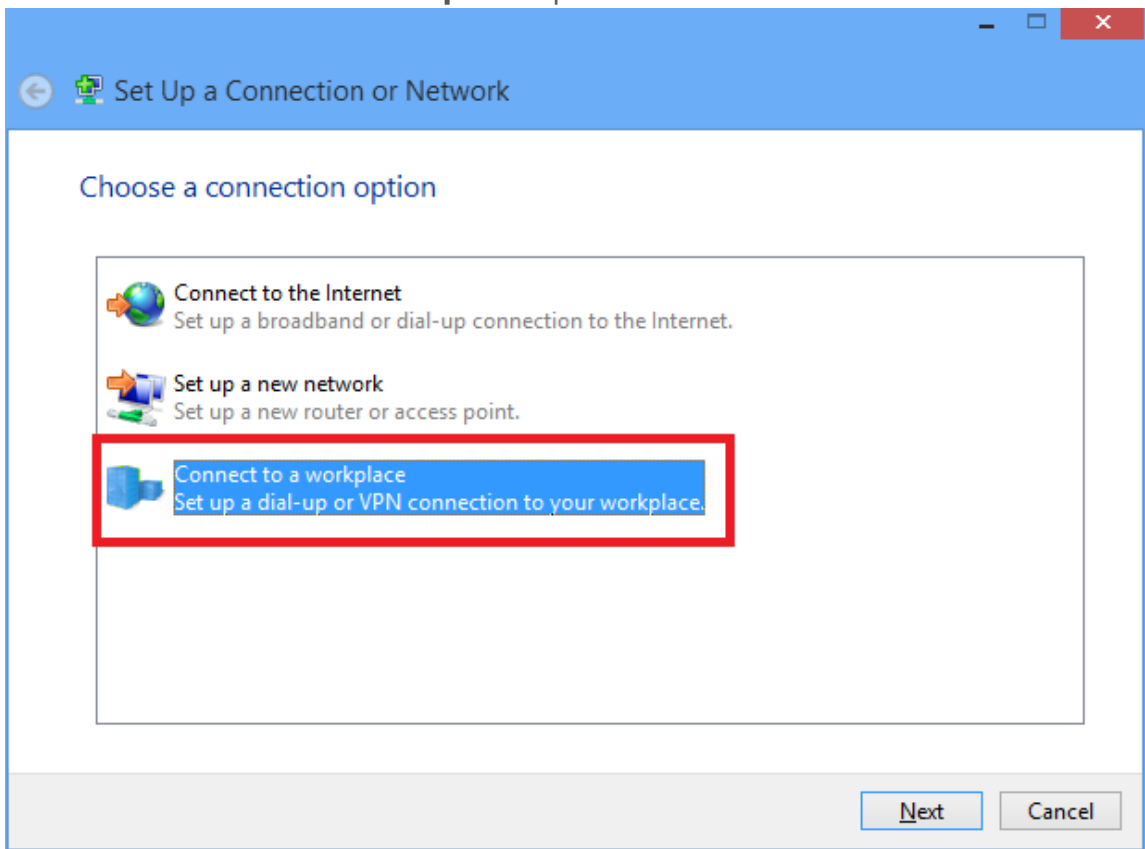 Set Up a Connection or Network
Choose a connection option
Connect to the Internet
Set up a broadband or dial-up connection to the Internet.
Set up a new network
Set up a new router or access point.
Connect to a workplace
Set up a dial-up or VPN connection to your workplace.
Next
Cancel